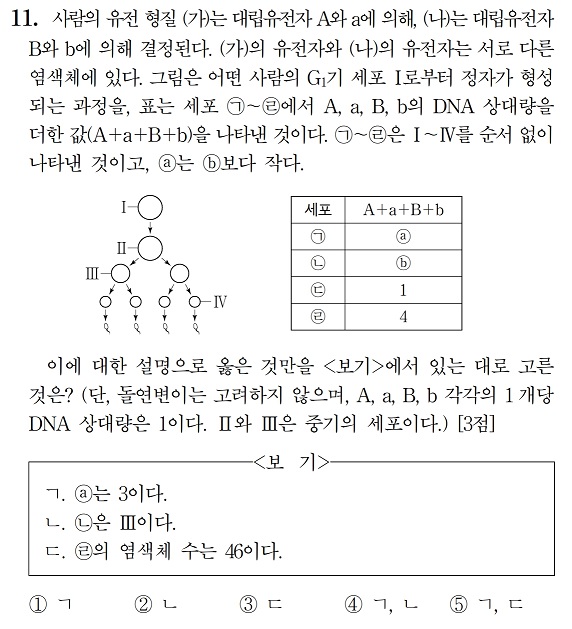 11. 사람의 유전 형질 (가)는 대립유전자 A와 a에 의해, (나)는 대립유전자
B와 b에 의해 결정된다. (가)의 유전자와 (나)의 유전자는 서로 다른
염색체에 있다. 그림은 어떤 사람의 G₁기 세포 Ⅰ로부터 정자가 형성
되는 과정을, 표는 세포 ㉠~㉣에서 A, a, B, b의 DNA 상대량을
더한 값(A+a+B+b)을 나타낸 것이다. ㉠~㉣은 Ⅰ~Ⅳ를 순서 없이
나타낸 것이고, ⓐ는 ⓑ보다 작다.
Ⅰ
Ⅱ
Ⅲ
Ⅳ
세포 A+a+B+b
㉠ ⓐ
㉡ ⓑ
㉢ 1
㉣ 4
이에 대한 설명으로 옳은 것만을 <보기>에서 있는 대로 고른
것은? (단, 돌연변이는 고려하지 않으며, A, a, B, b 각각의 1개당
DNA 상대량은 1이다. Ⅱ와 Ⅲ은 중기의 세포이다.) [3점]
<보 기>
ㄱ. ⓐ는 3이다.
ㄴ. ㉡은 Ⅲ이다.
ㄷ. ㉣의 염색체 수는 46이다.
① ㄱ ② ㄴ ③ ㄷ ④ ㄱ, ㄴ ⑤ ㄱ, ㄷ